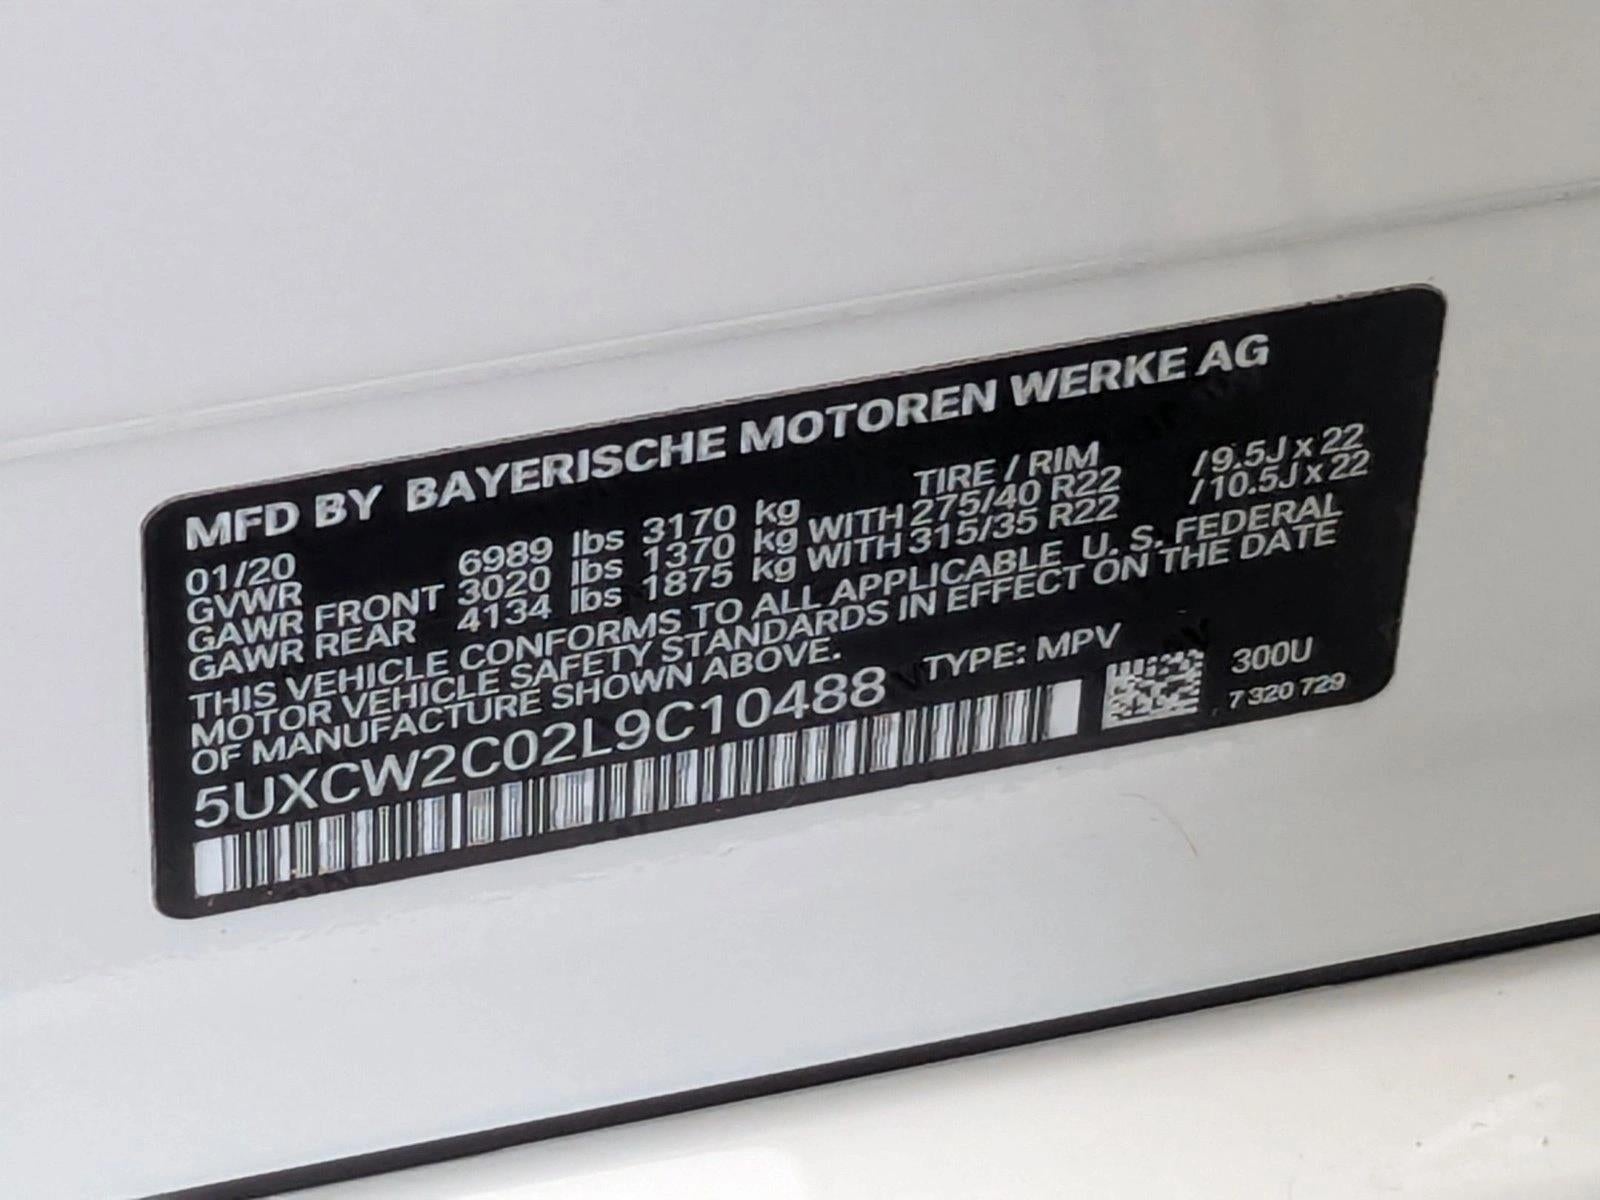 MFD BY BAYERISCHE MOTOREN WERKE AG
01/20 6989 lbs 3170 kg TIRE / RIM
GVWR 3020 lbs 1370 kg WITH 275/40 R22 / 9.5J x 22
GAWR FRONT 4134 lbs 1875 kg WITH 315/35 R22 / 10.5J x 22
GAWR REAR
THIS VEHICLE CONFORMS TO ALL APPLICABLE U. S. FEDERAL
MOTOR VEHICLE SAFETY STANDARDS IN EFFECT ON THE DATE
OF MANUFACTURE SHOWN ABOVE.
5UXCW2C02L9C10488 TYPE: MPV 300U
7 320 729